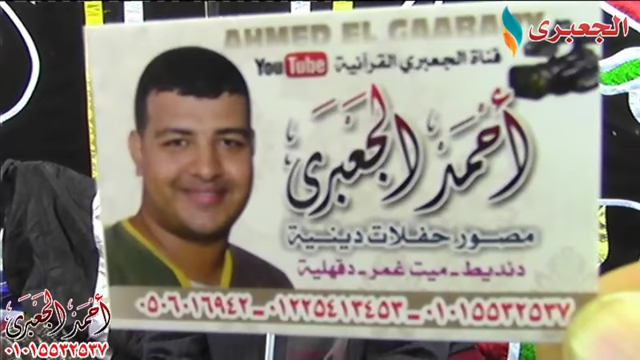 الجعبرى
AHMED EL GAABARY
YouTube قناة الجعبري القرآنية
أحمد الجعبرى
مصور حفلات دينية
دنديط - ميت غمر - دقهلية
٠٥٠٦٠١٦٩٤٢ - ٠١٢٢٥٤١٣٤٥٣ - ٠١٠١٥٥٣٢٥٣٧
أحمد الجعبرى
٠١٠١٥٥٣٢٥٣٧